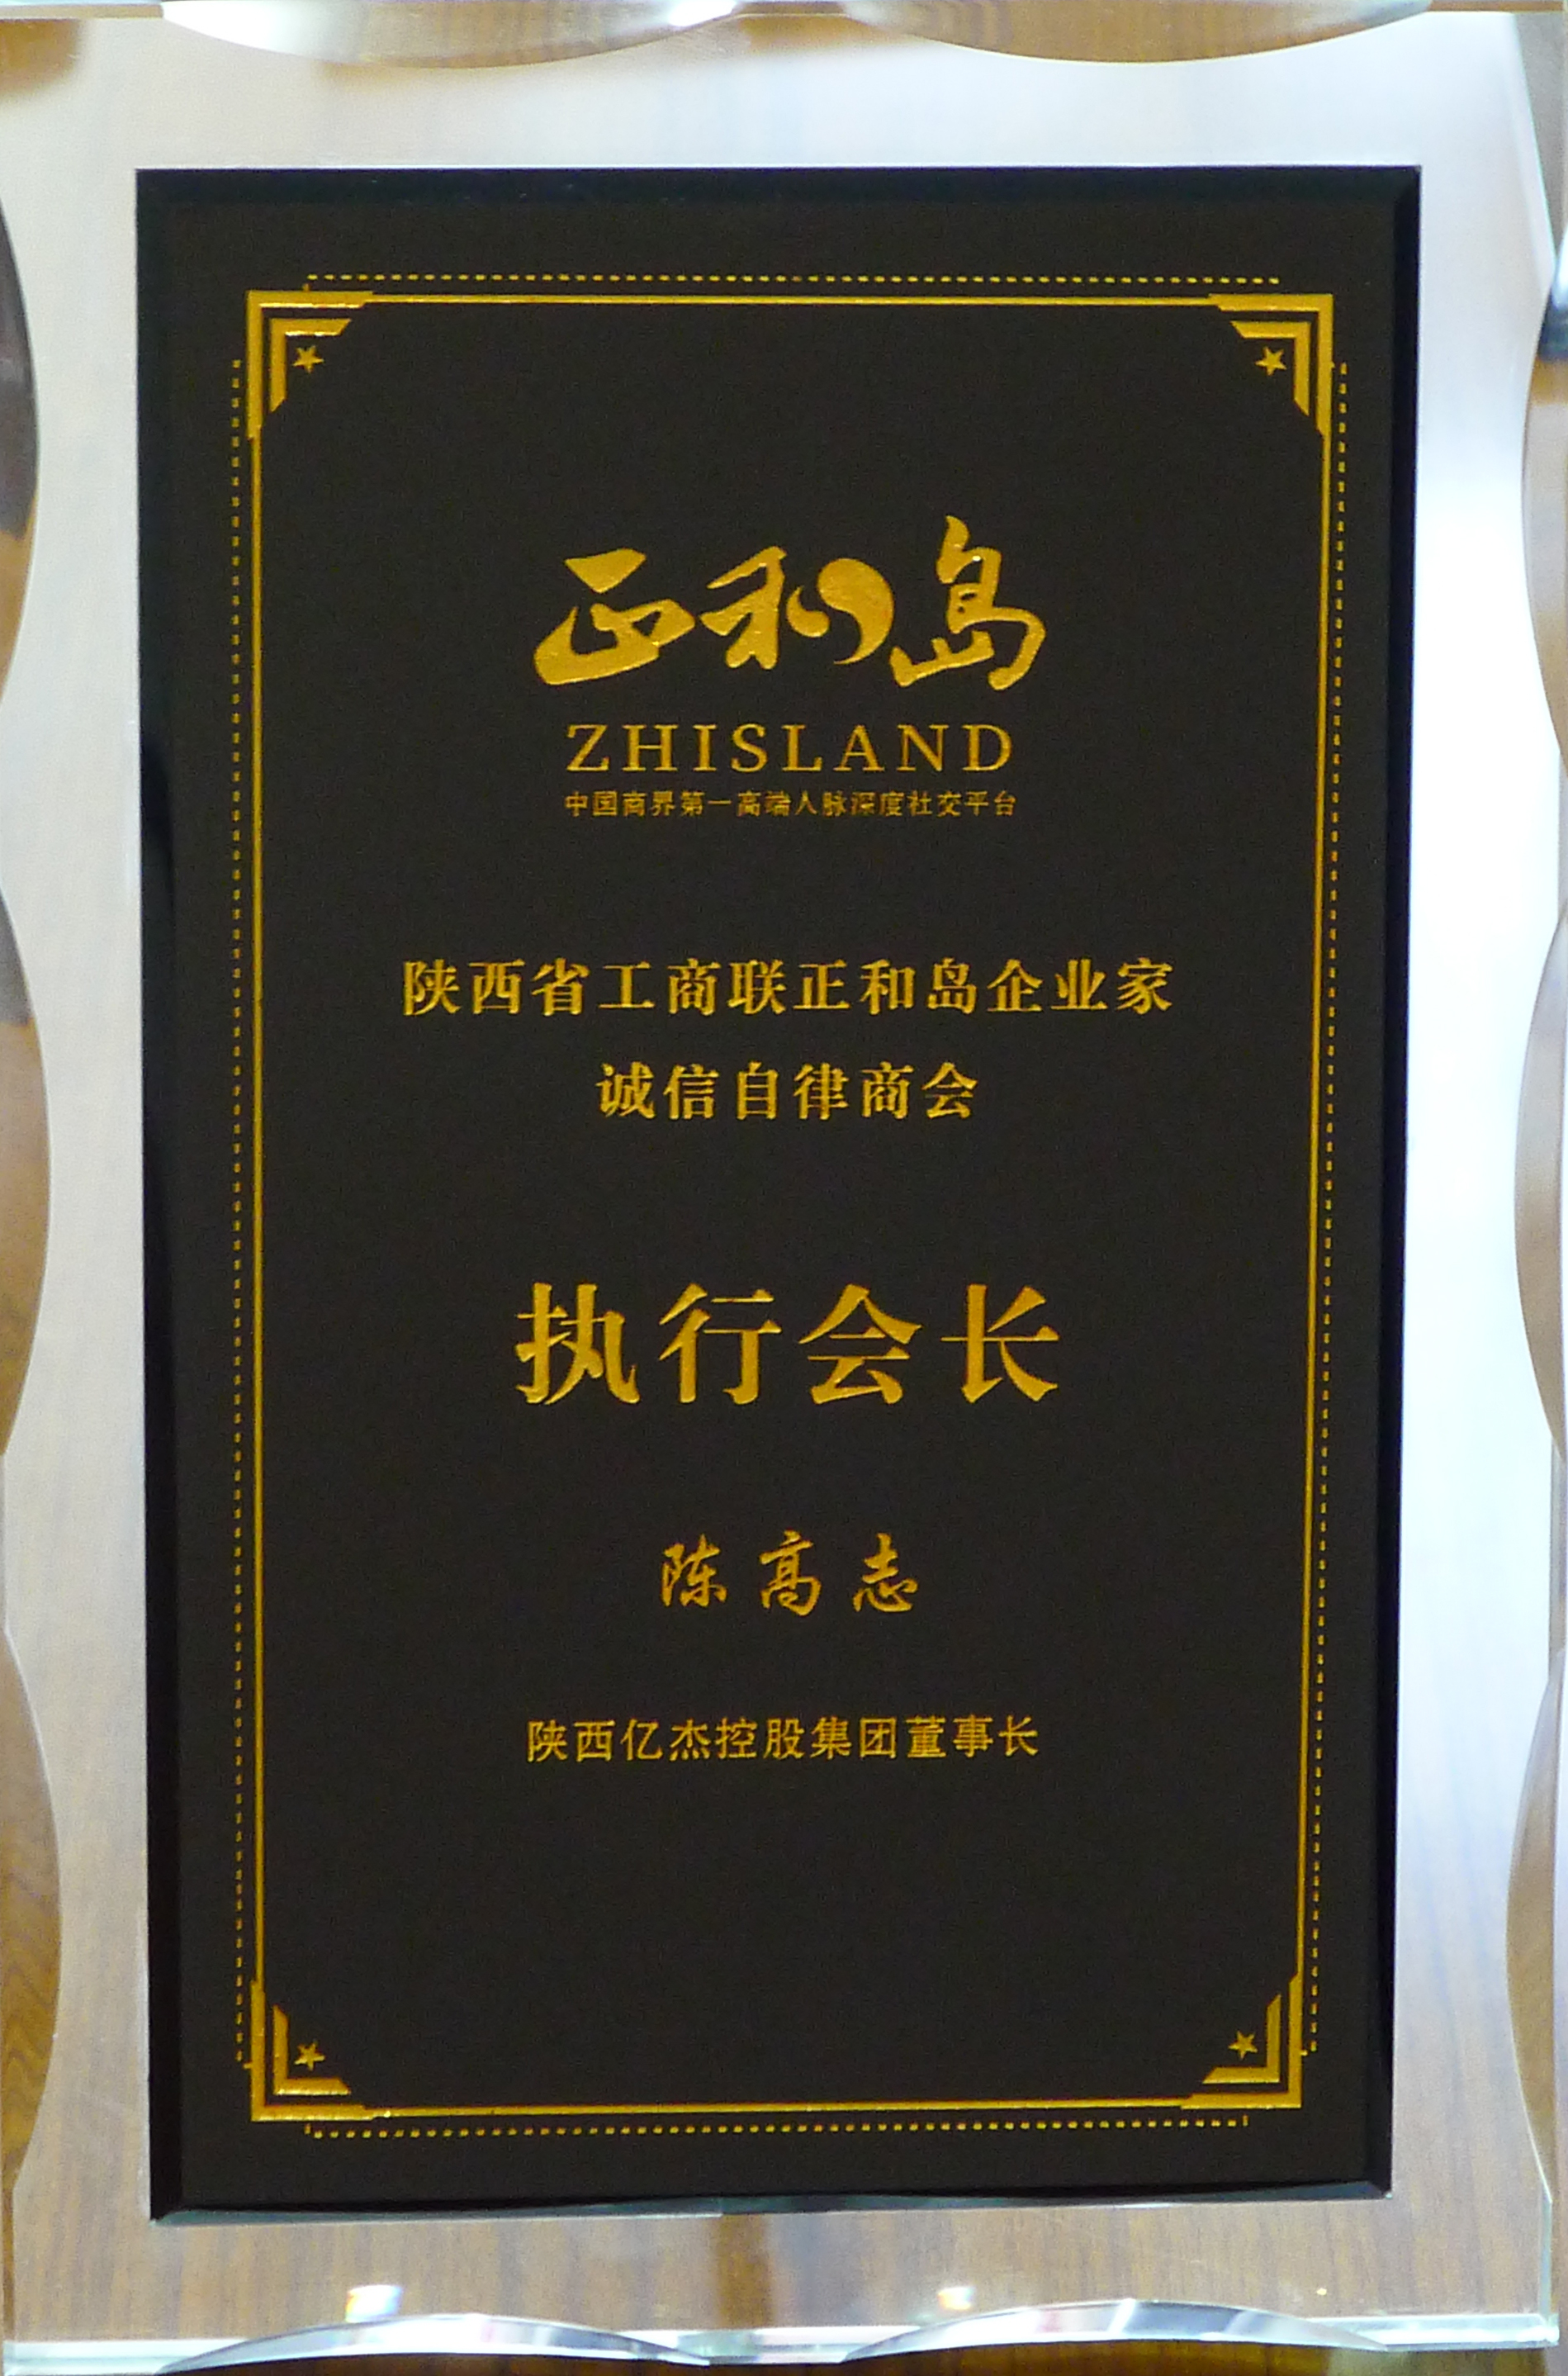 正和岛
ZHISLAND
中国商界第一高端人脉深度社交平台
陕西省工商联正和岛企业家
诚信自律商会
执行会长
陈高志
陕西亿杰控股集团董事长